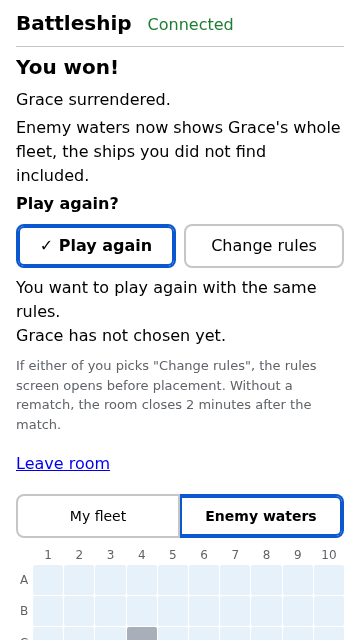 Battleship Connected
You won!
Grace surrendered.
Enemy waters now shows Grace's whole
fleet, the ships you did not find
included.
Play again?
✓ Play again Change rules
You want to play again with the same
rules.
Grace has not chosen yet.
If either of you picks "Change rules", the rules
screen opens before placement. Without a
rematch, the room closes 2 minutes after the
match.
Leave room
My fleet Enemy waters
1 2 3 4 5 6 7 8 9 10
A
B